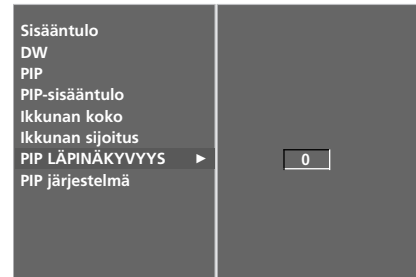 Sisääntulo
DW
PIP
PIP-sisääntulo
Ikkunan koko
Ikkunan sijoitus
PIP LÄPINÄKYVYYS ► 0
PIP järjestelmä